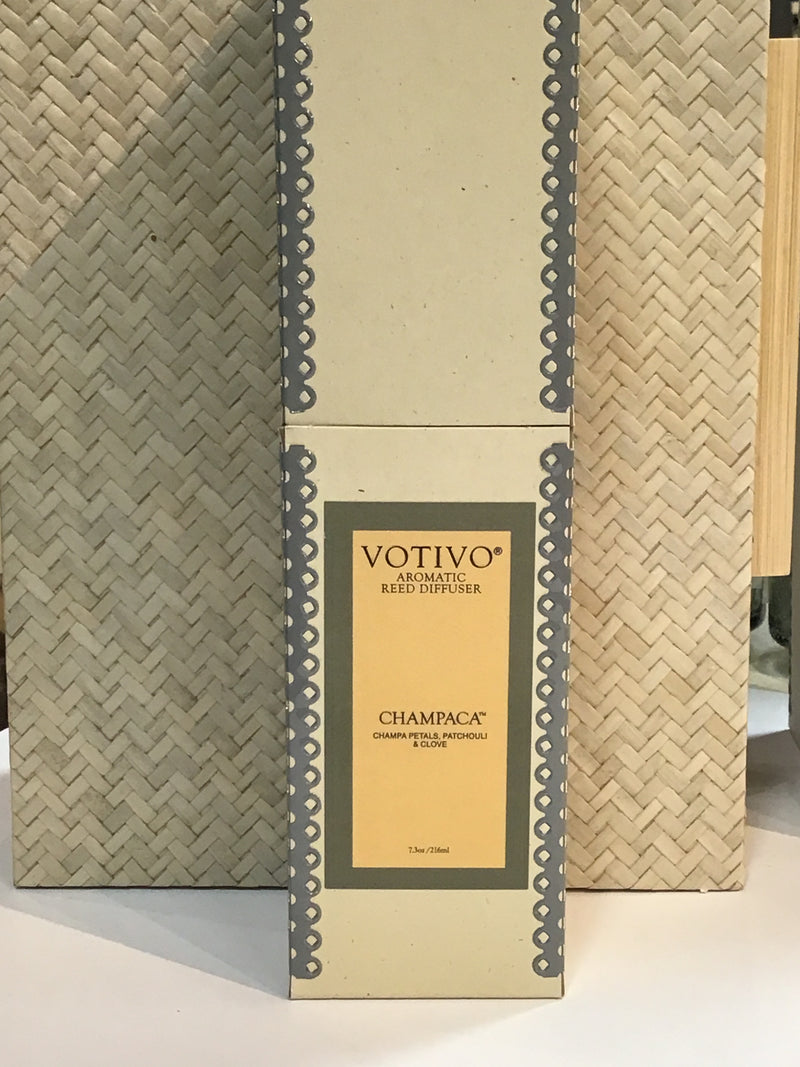 VOTIVO®
AROMATIC
REED DIFFUSER
CHAMPACA™
CHAMPA PETALS, PATCHOULI
& CLOVE
7.3oz /216ml